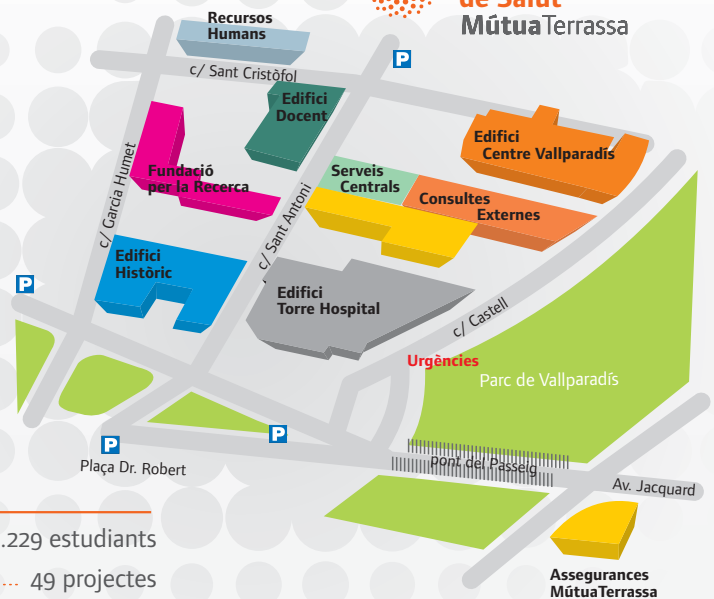 de Salut
MútuaTerrassa
Recursos
Humans
P
c/ Sant Cristòfol
Edifici
Docent
Edifici
Centre Vallparadís
c/ Garcia Humet
Fundació
per la Recerca
Serveis
Centrals
Consultes
Externes
c/ Sant Antoni
Edifici
Històric
P
Edifici
Torre Hospital
c/ Castell
Urgències
Parc de Vallparadís
P
P
Plaça Dr. Robert
pont del Passeig
Av. Jacquard
.229 estudiants
49 projectes
Assegurances
MútuaTerrassa